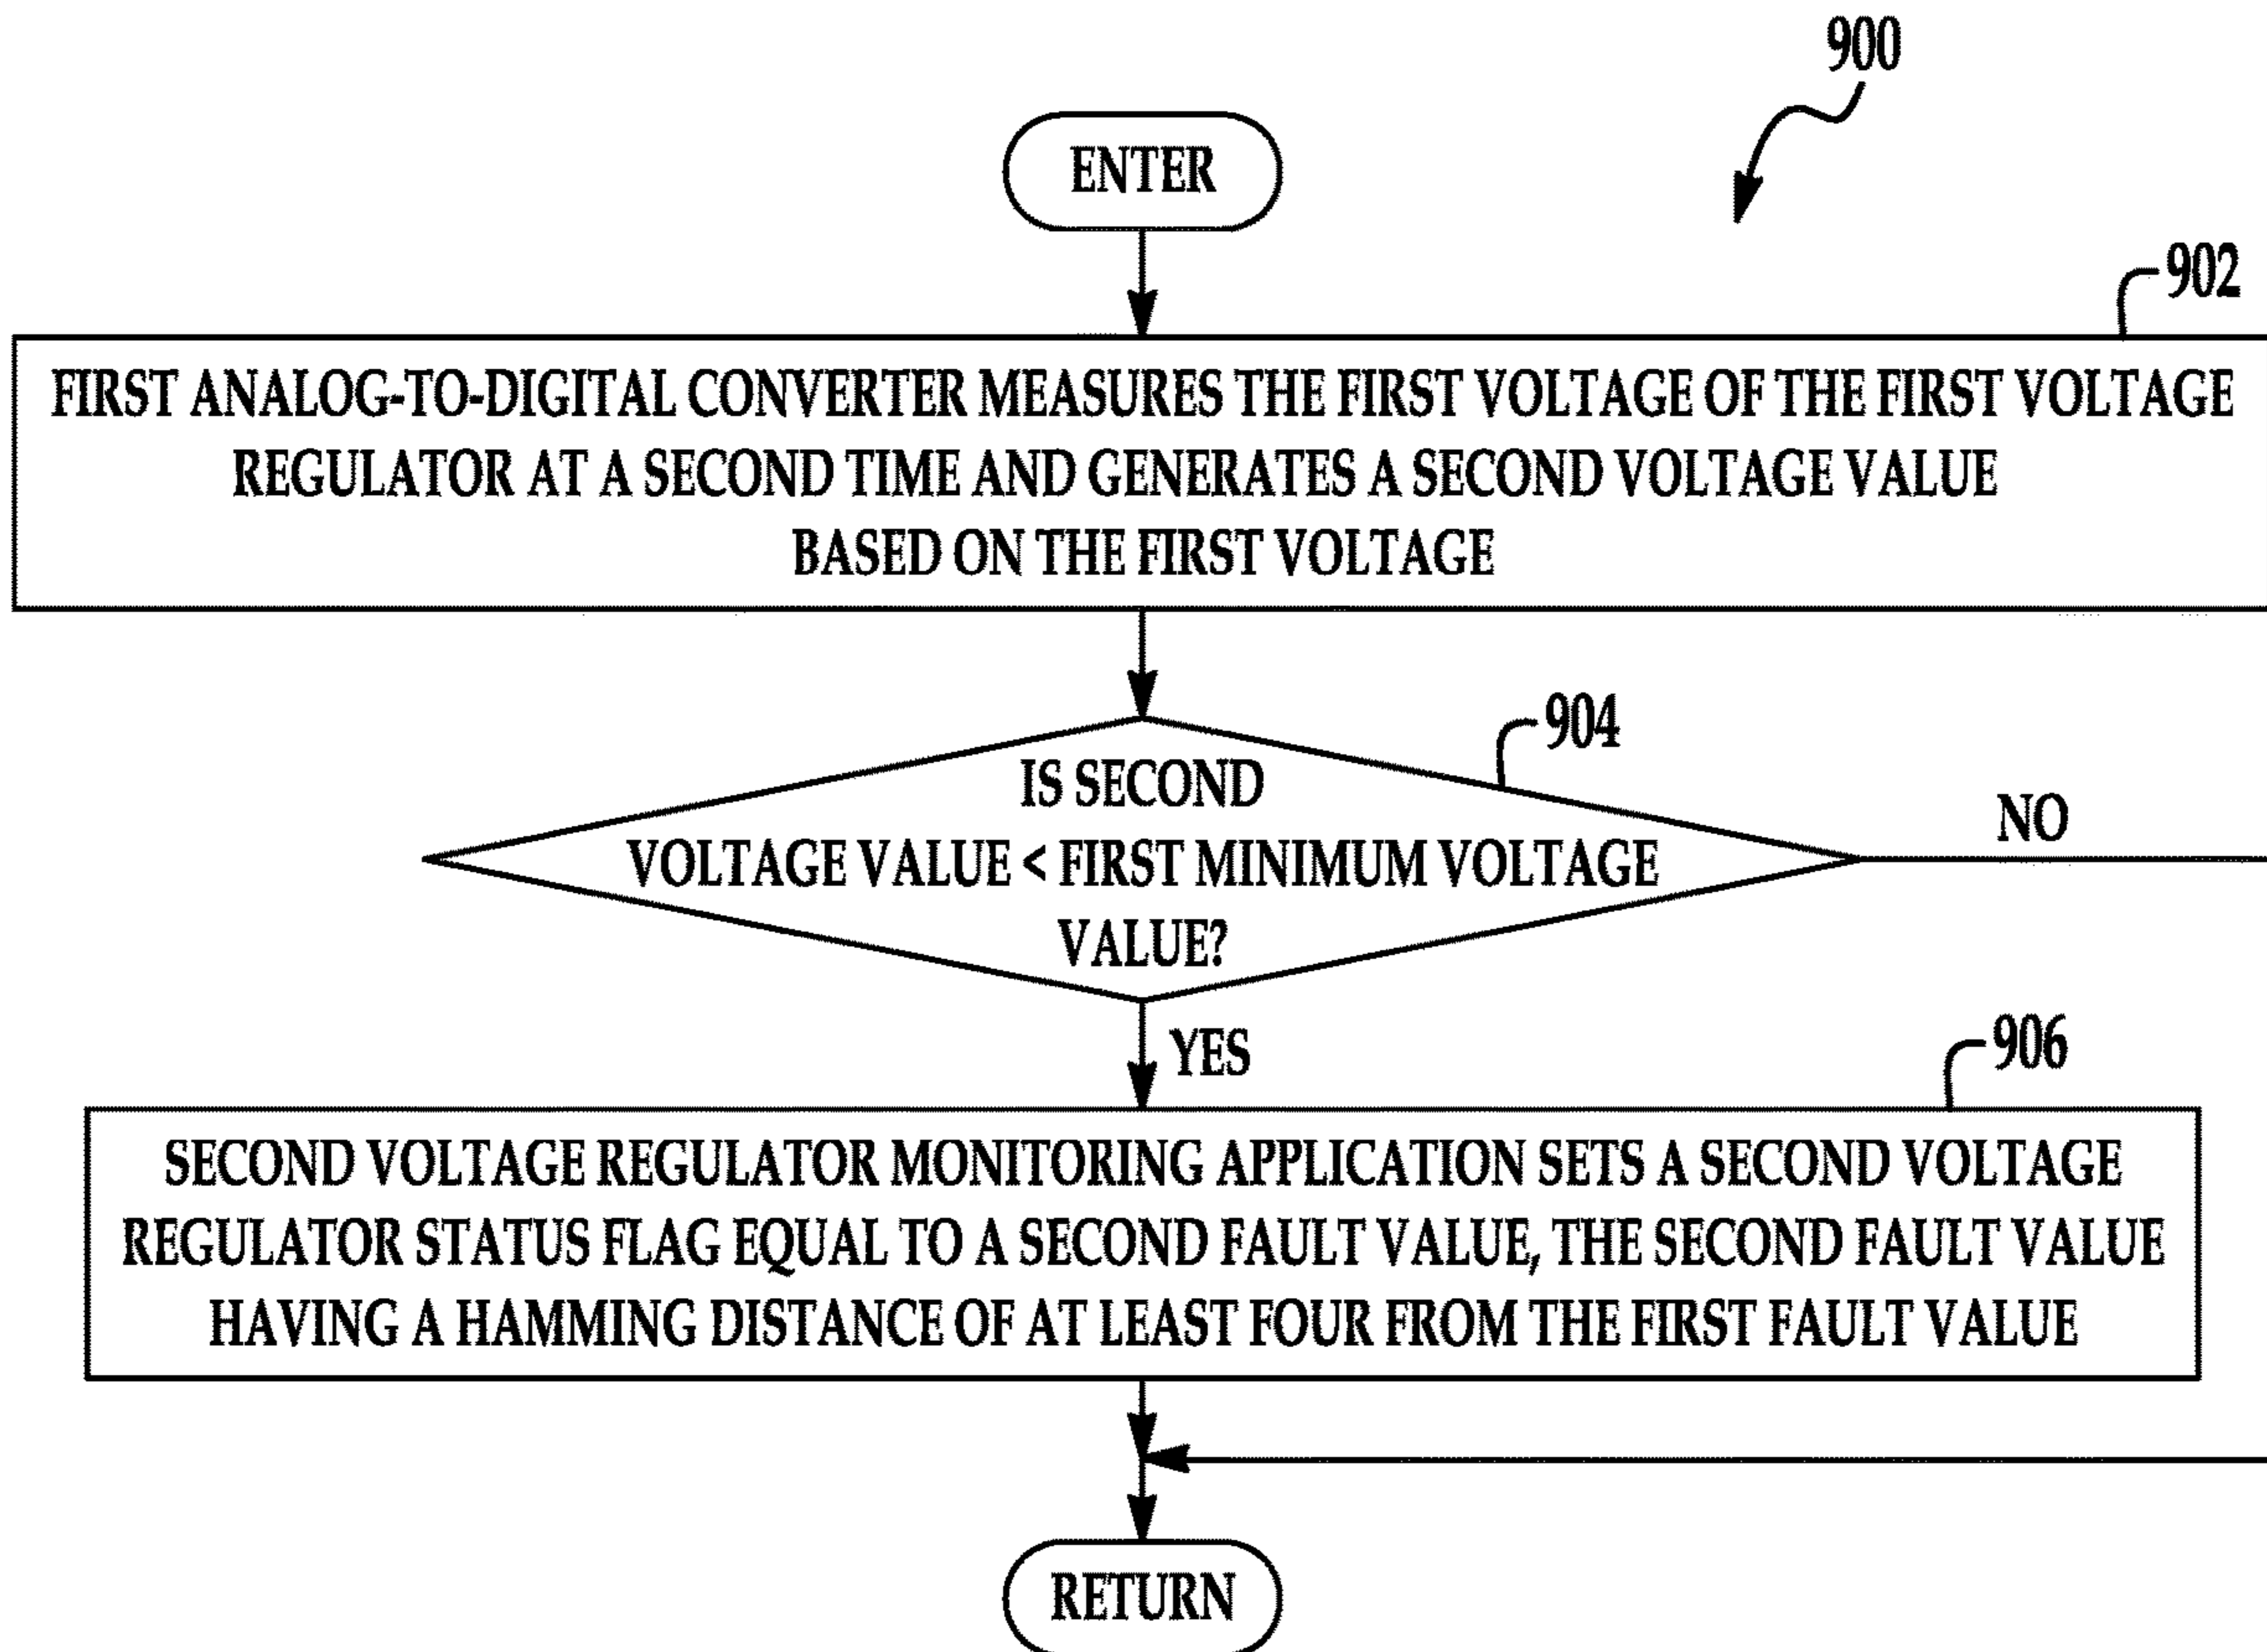 900
ENTER
902
FIRST ANALOG-TO-DIGITAL CONVERTER MEASURES THE FIRST VOLTAGE OF THE FIRST VOLTAGE
REGULATOR AT A SECOND TIME AND GENERATES A SECOND VOLTAGE VALUE
BASED ON THE FIRST VOLTAGE
904
IS SECOND
VOLTAGE VALUE < FIRST MINIMUM VOLTAGE
VALUE?
NO
YES
906
SECOND VOLTAGE REGULATOR MONITORING APPLICATION SETS A SECOND VOLTAGE
REGULATOR STATUS FLAG EQUAL TO A SECOND FAULT VALUE, THE SECOND FAULT VALUE
HAVING A HAMMING DISTANCE OF AT LEAST FOUR FROM THE FIRST FAULT VALUE
RETURN